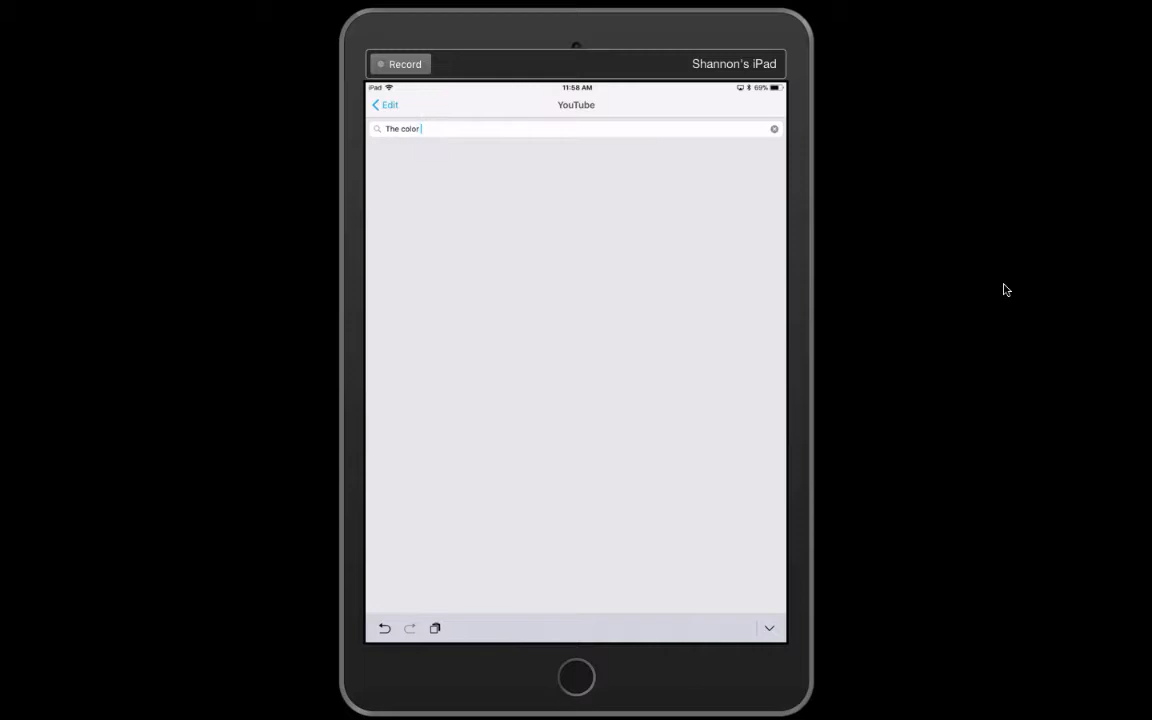 Record
Shannon's iPad
iPad
11:58 AM
69%
Edit
YouTube
The color